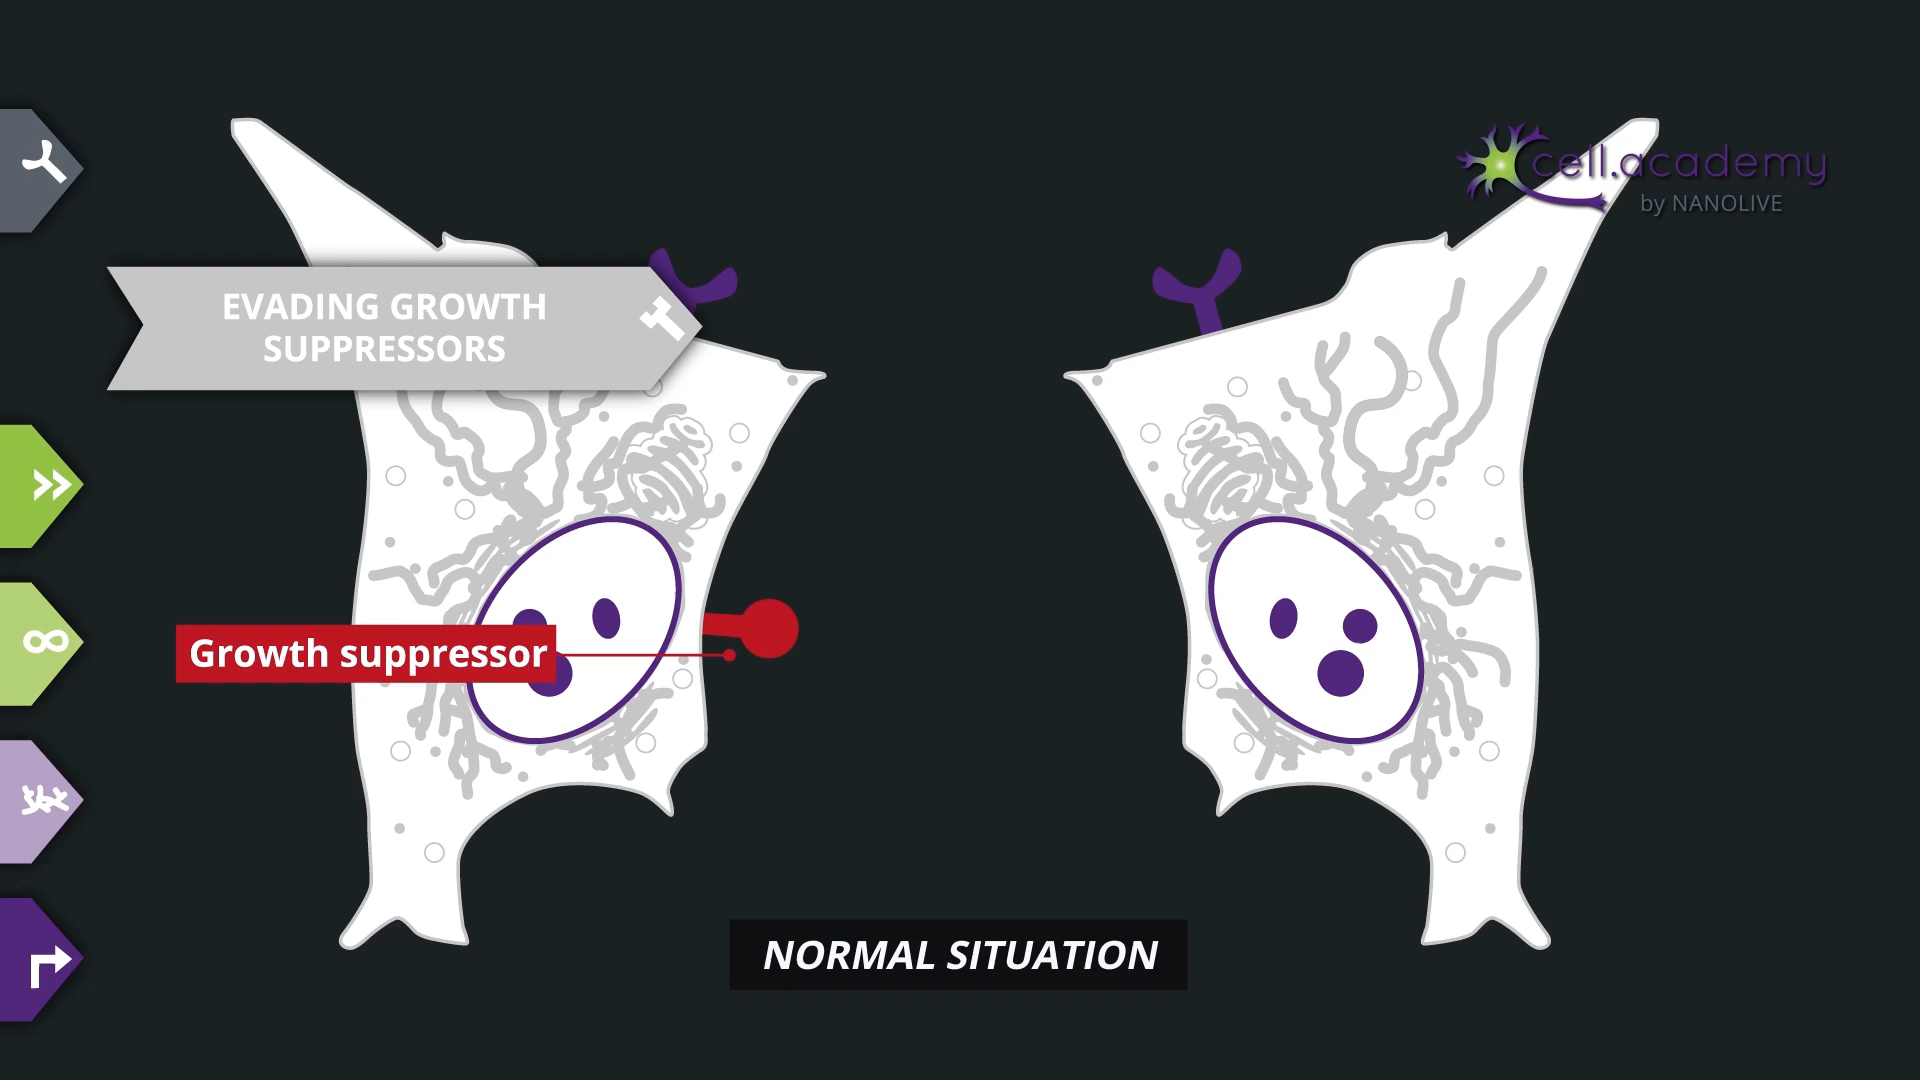 cell.academy
by NANOLIVE
EVADING GROWTH
SUPPRESSORS
Growth suppressor
NORMAL SITUATION